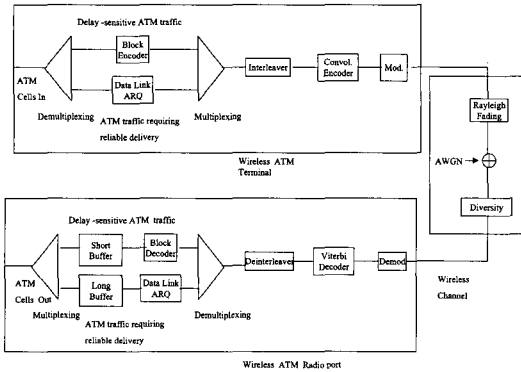 Delay-sensitive ATM traffic
Block
Encoder
ATM
Cells In
Data Link
ARQ
Demultiplexing
ATM traffic requiring
reliable delivery
Multiplexing
Interleaver
Convol.
Encoder
Mod.
Wireless ATM
Terminal
Rayleigh
Fading
AWGN
Diversity
Wireless
Channel
Delay -sensitive ATM traffic
Short
Buffer
Block
Decoder
ATM
Cells Out
Long
Buffer
Data Link
ARQ
Multiplexing
ATM traffic requiring
reliable delivery
Demultiplexing
Deinterleaver
Viterbi
Decoder
Demod
Wireless ATM Radio port